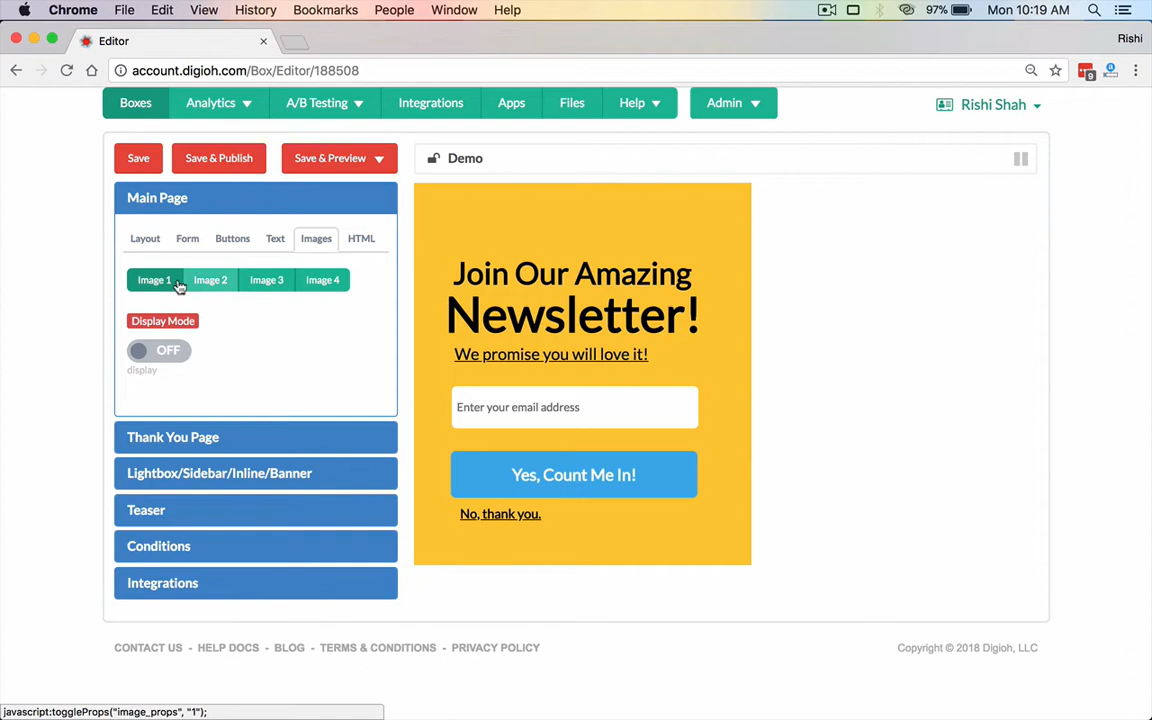 Chrome File Edit View History Bookmarks People Window Help 97% Mon 10:19 AM
Editor
Rishi
account.digioh.com/Box/Editor/188508
9
Boxes Analytics A/B Testing Integrations Apps Files Help Admin Rishi Shah
Save Save & Publish Save & Preview Demo
Main Page
Layout Form Buttons Text Images HTML
Image 1 Image 2 Image 3 Image 4
Display Mode
OFF
display
Thank You Page
Lightbox/Sidebar/Inline/Banner
Teaser
Conditions
Integrations
Join Our Amazing
Newsletter!
We promise you will love it!
Enter your email address
Yes, Count Me In!
No, thank you.
CONTACT US - HELP DOCS - BLOG - TERMS & CONDITIONS - PRIVACY POLICY Copyright © 2018 Digioh, LLC
javascript:toggleProps("image_props", "1");